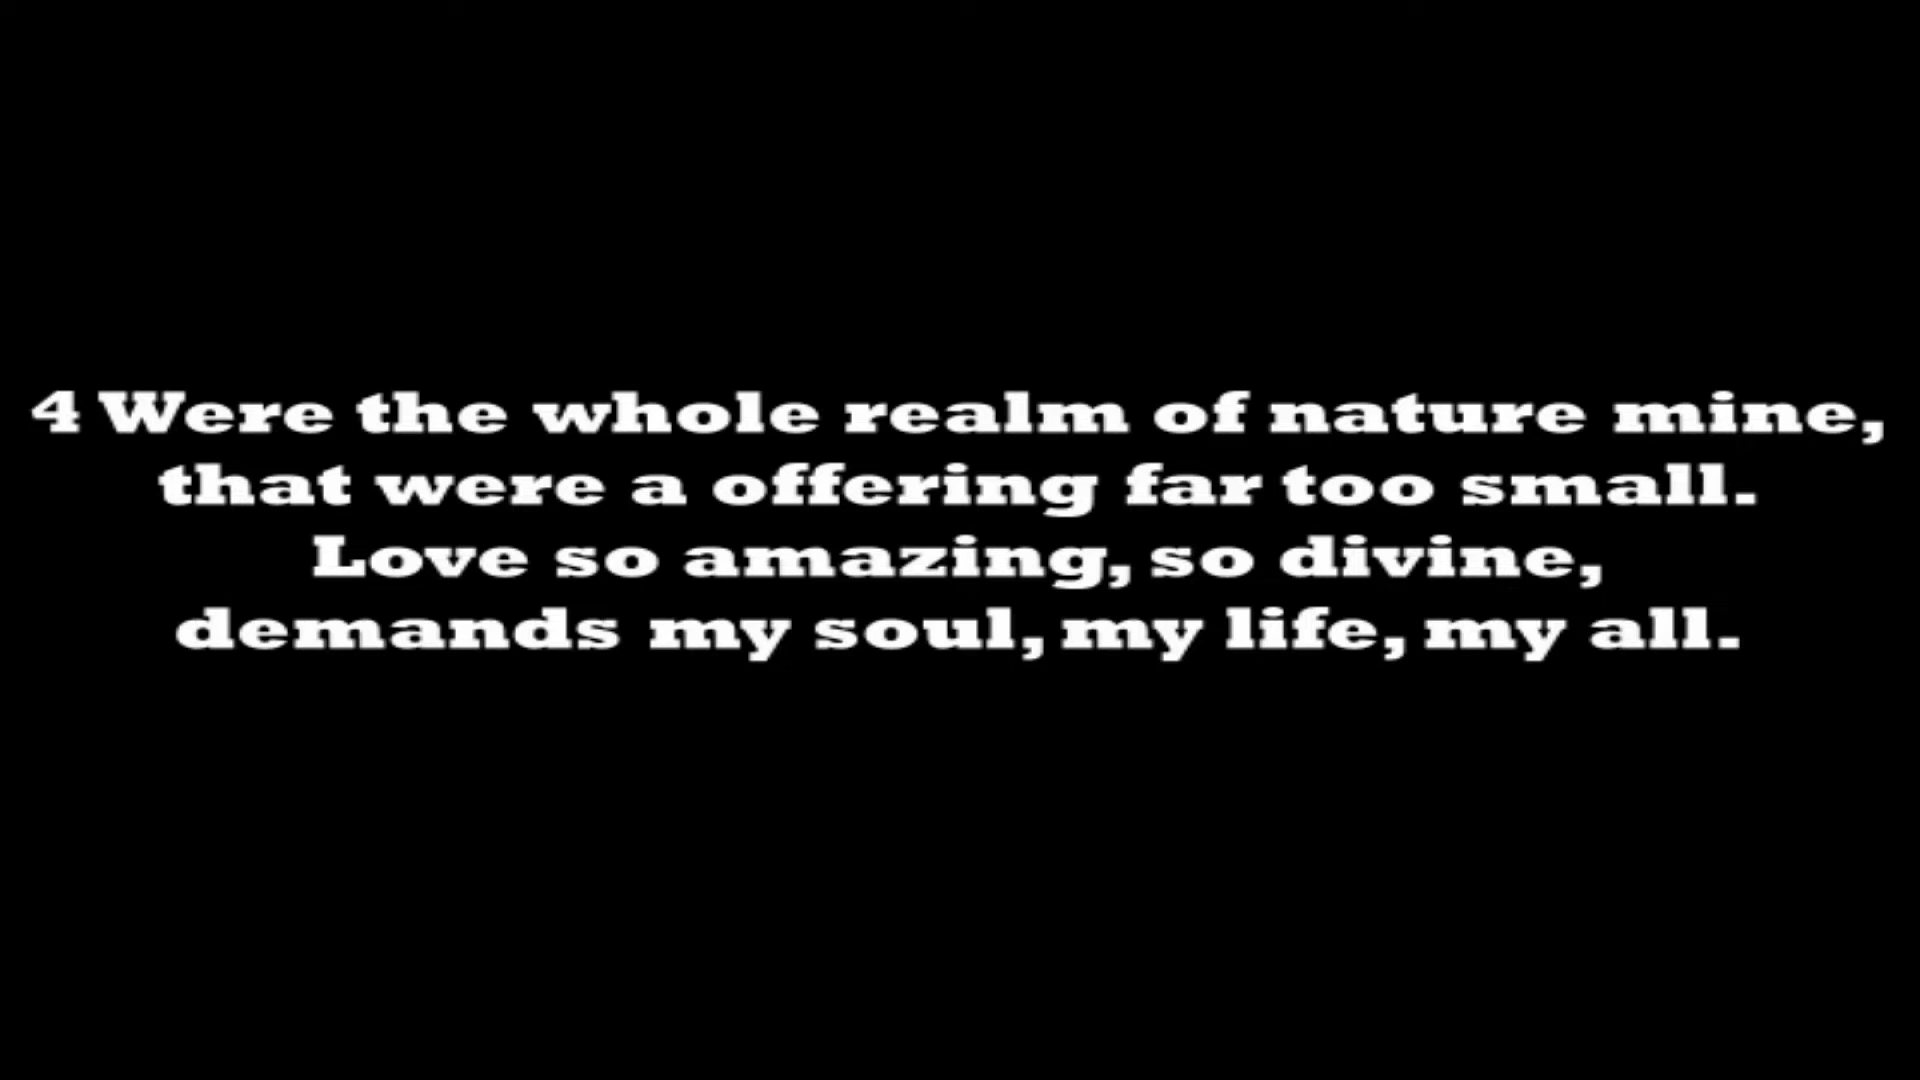 4 Were the whole realm of nature mine,
that were a offering far too small.
Love so amazing, so divine,
demands my soul, my life, my all.